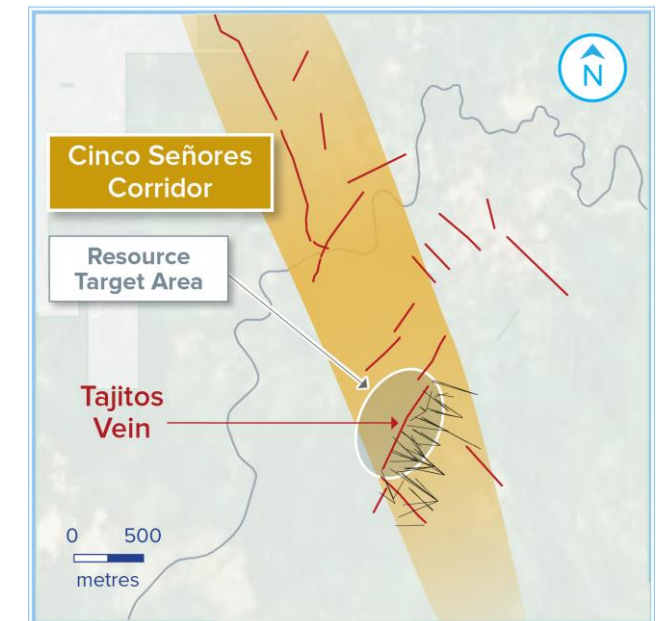 N
Cinco Señores
Corridor
Resource
Target Area
Tajitos
Vein
0 500
metres